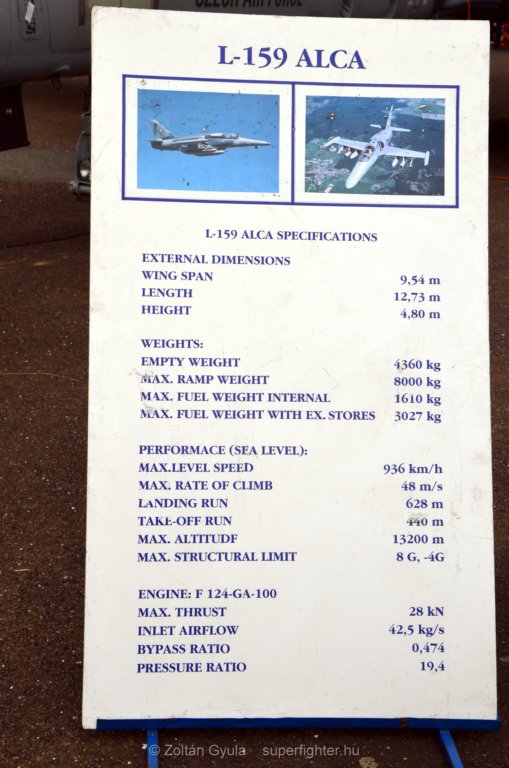 CZECH AIR FORCE
L-159 ALCA
L-159 ALCA SPECIFICATIONS
EXTERNAL DIMENSIONS
WING SPAN 9,54 m
LENGTH 12,73 m
HEIGHT 4,80 m
WEIGHTS:
EMPTY WEIGHT 4360 kg
MAX. RAMP WEIGHT 8000 kg
MAX. FUEL WEIGHT INTERNAL 1610 kg
MAX. FUEL WEIGHT WITH EX. STORES 3027 kg
PERFORMACE (SEA LEVEL):
MAX.LEVEL SPEED 936 km/h
MAX. RATE OF CLIMB 48 m/s
LANDING RUN 628 m
TAKE-OFF RUN 440 m
MAX. ALTITUDE 13200 m
MAX. STRUCTURAL LIMIT 8 G, -4G
ENGINE: F 124-GA-100
MAX. THRUST 28 kN
INLET AIRFLOW 42,5 kg/s
BYPASS RATIO 0,474
PRESSURE RATIO 19,4
© Zoltán Gyula superfighter.hu